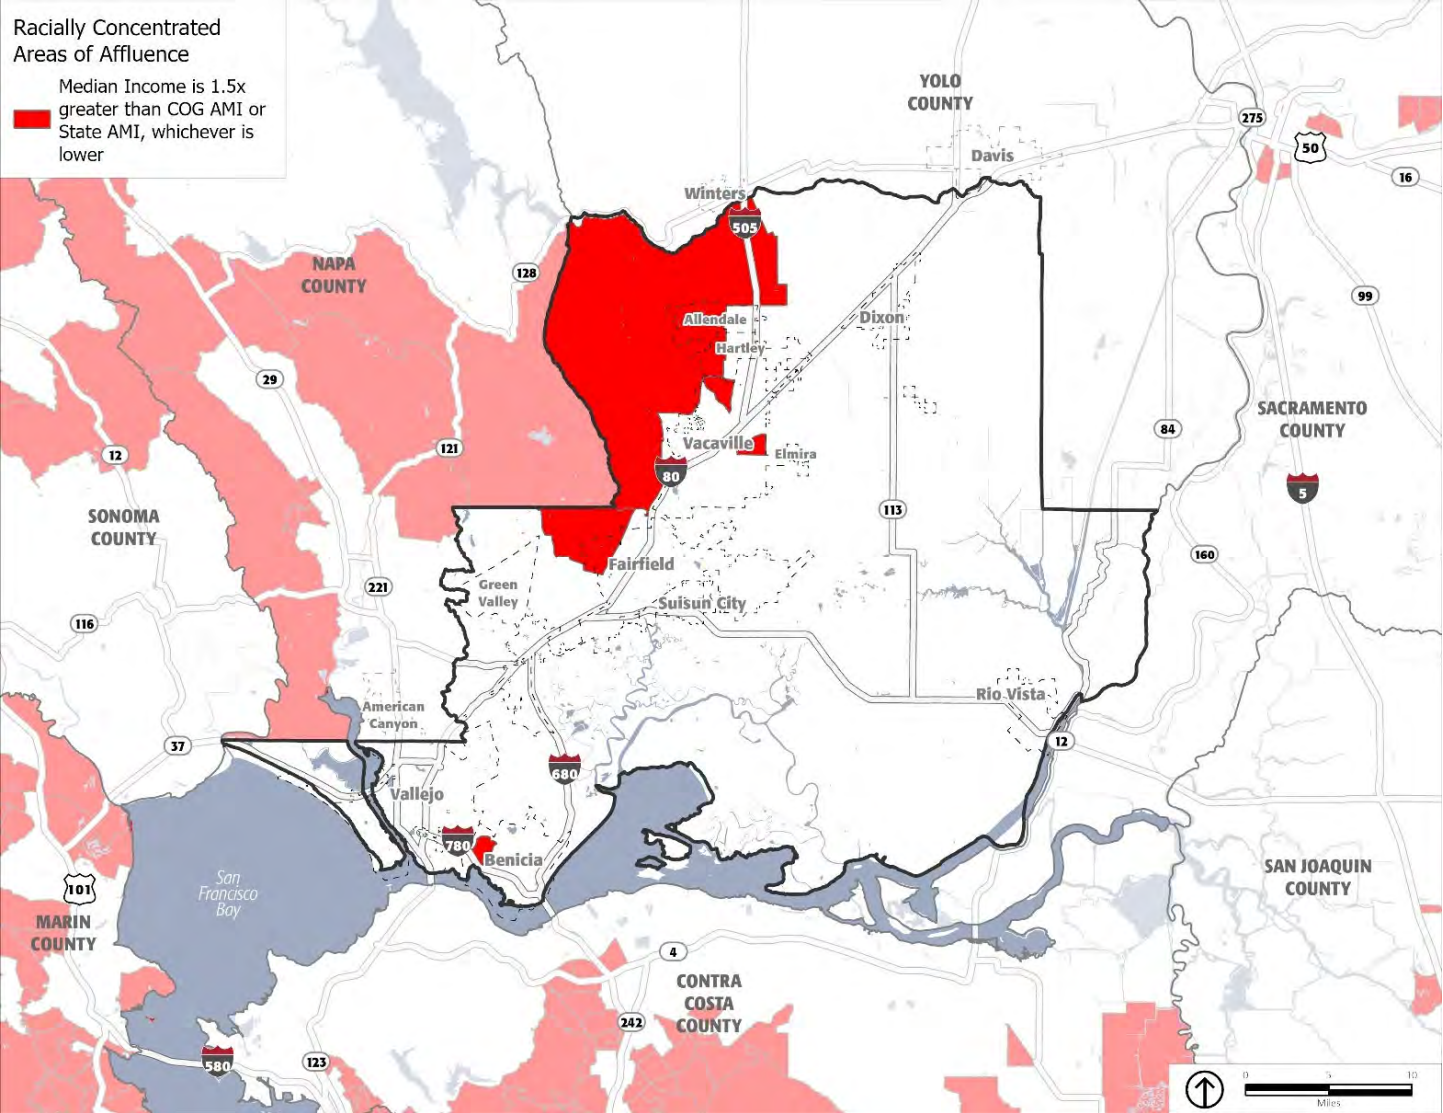 Racially Concentrated
Areas of Affluence
Median Income is 1.5x
greater than COG AMI or
State AMI, whichever is
lower
YOLO
COUNTY
275
50
Davis
16
Winters
505
NAPA
COUNTY
128
99
Allendale
Dixon
Hartley
29
SACRAMENTO
COUNTY
84
121
Vacaville
12
Elmira
80
5
113
SONOMA
COUNTY
160
Fairfield
Green
Valley
221
Suisun City
116
Rio Vista
American
Canyon
37
12
680
Vallejo
780
Benicia
SAN JOAQUIN
COUNTY
San
Francisco
Bay
101
MARIN
COUNTY
4
CONTRA
COSTA
COUNTY
242
580
123
0 5 10
Miles